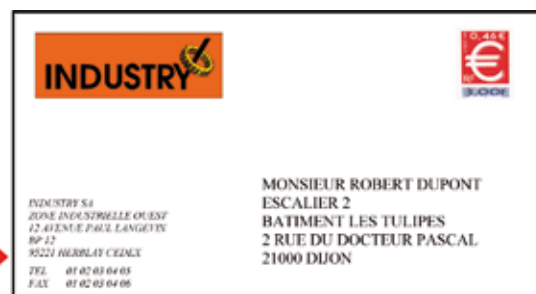 INDUSTRY
0,46 €
€
RF
3.00F
MONSIEUR ROBERT DUPONT
ESCALIER 2
BATIMENT LES TULIPES
2 RUE DU DOCTEUR PASCAL
21000 DIJON
INDUSTRY SA
ZONE INDUSTRIELLE OUEST
12 AVENUE PAUL LANGEVIN
BP 12
95221 HERBLAY CEDEX
TEL 01 02 03 04 05
FAX 01 02 03 04 06